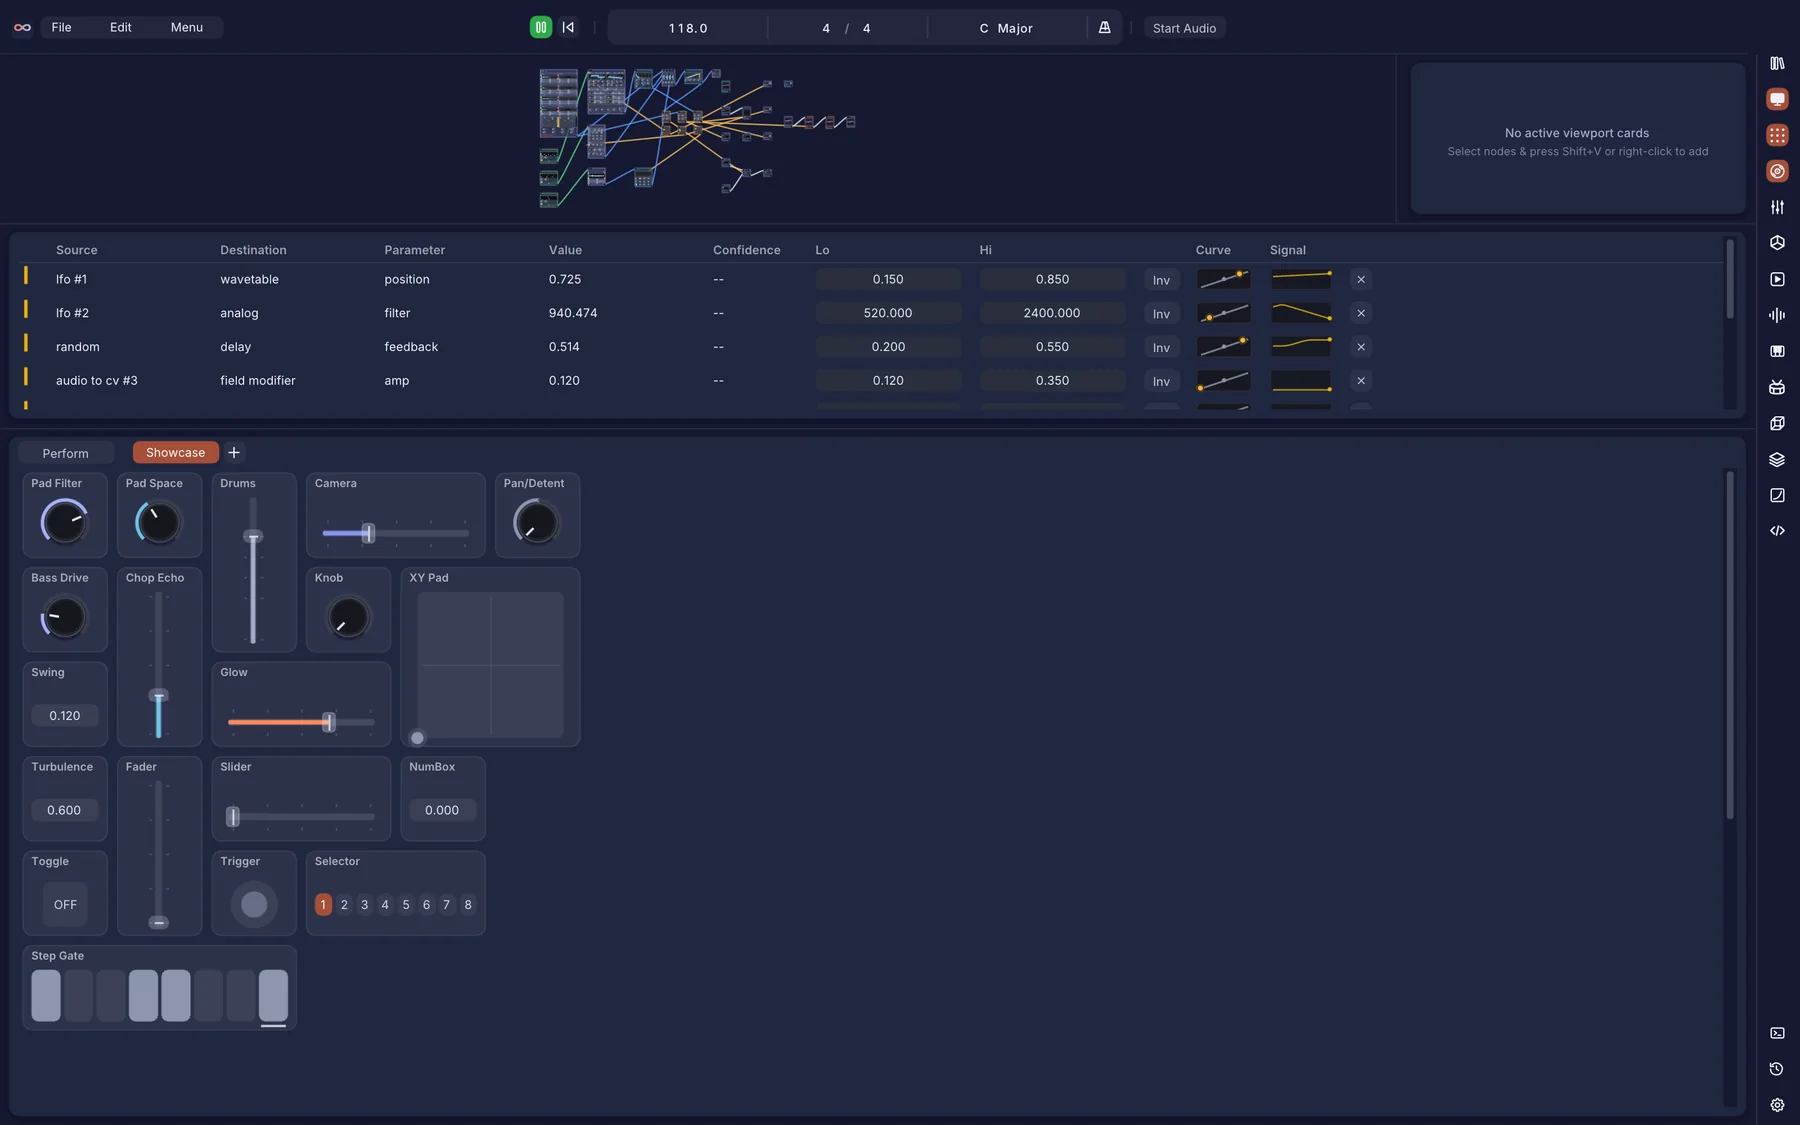 File Edit Menu 118.0 4 / 4 C Major Start Audio
No active viewport cards
Select nodes & press Shift+V or right-click to add
Source Destination Parameter Value Confidence Lo Hi Curve Signal
lfo #1 wavetable position 0.725 -- 0.150 0.850 Inv
lfo #2 analog filter 940.474 -- 520.000 2400.000 Inv
random delay feedback 0.514 -- 0.200 0.550 Inv
audio to cv #3 field modifier amp 0.120 -- 0.120 0.350 Inv
Perform Showcase
Pad Filter Pad Space Drums Camera Pan/Detent
Bass Drive Chop Echo Knob XY Pad
Swing Glow
0.120
Turbulence Fader Slider NumBox
0.600 0.000
Toggle Trigger Selector
OFF 1 2 3 4 5 6 7 8
Step Gate